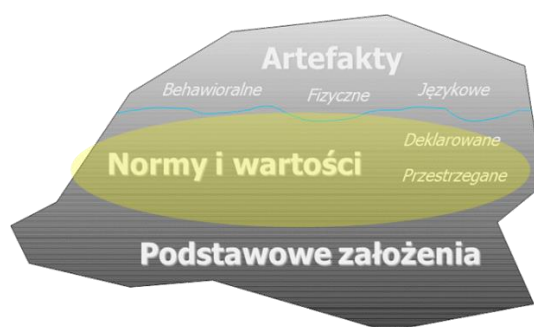 Artefakty
Behawioralne Fizyczne Językowe
Deklarowane
Normy i wartości
Przestrzegane
Podstawowe założenia